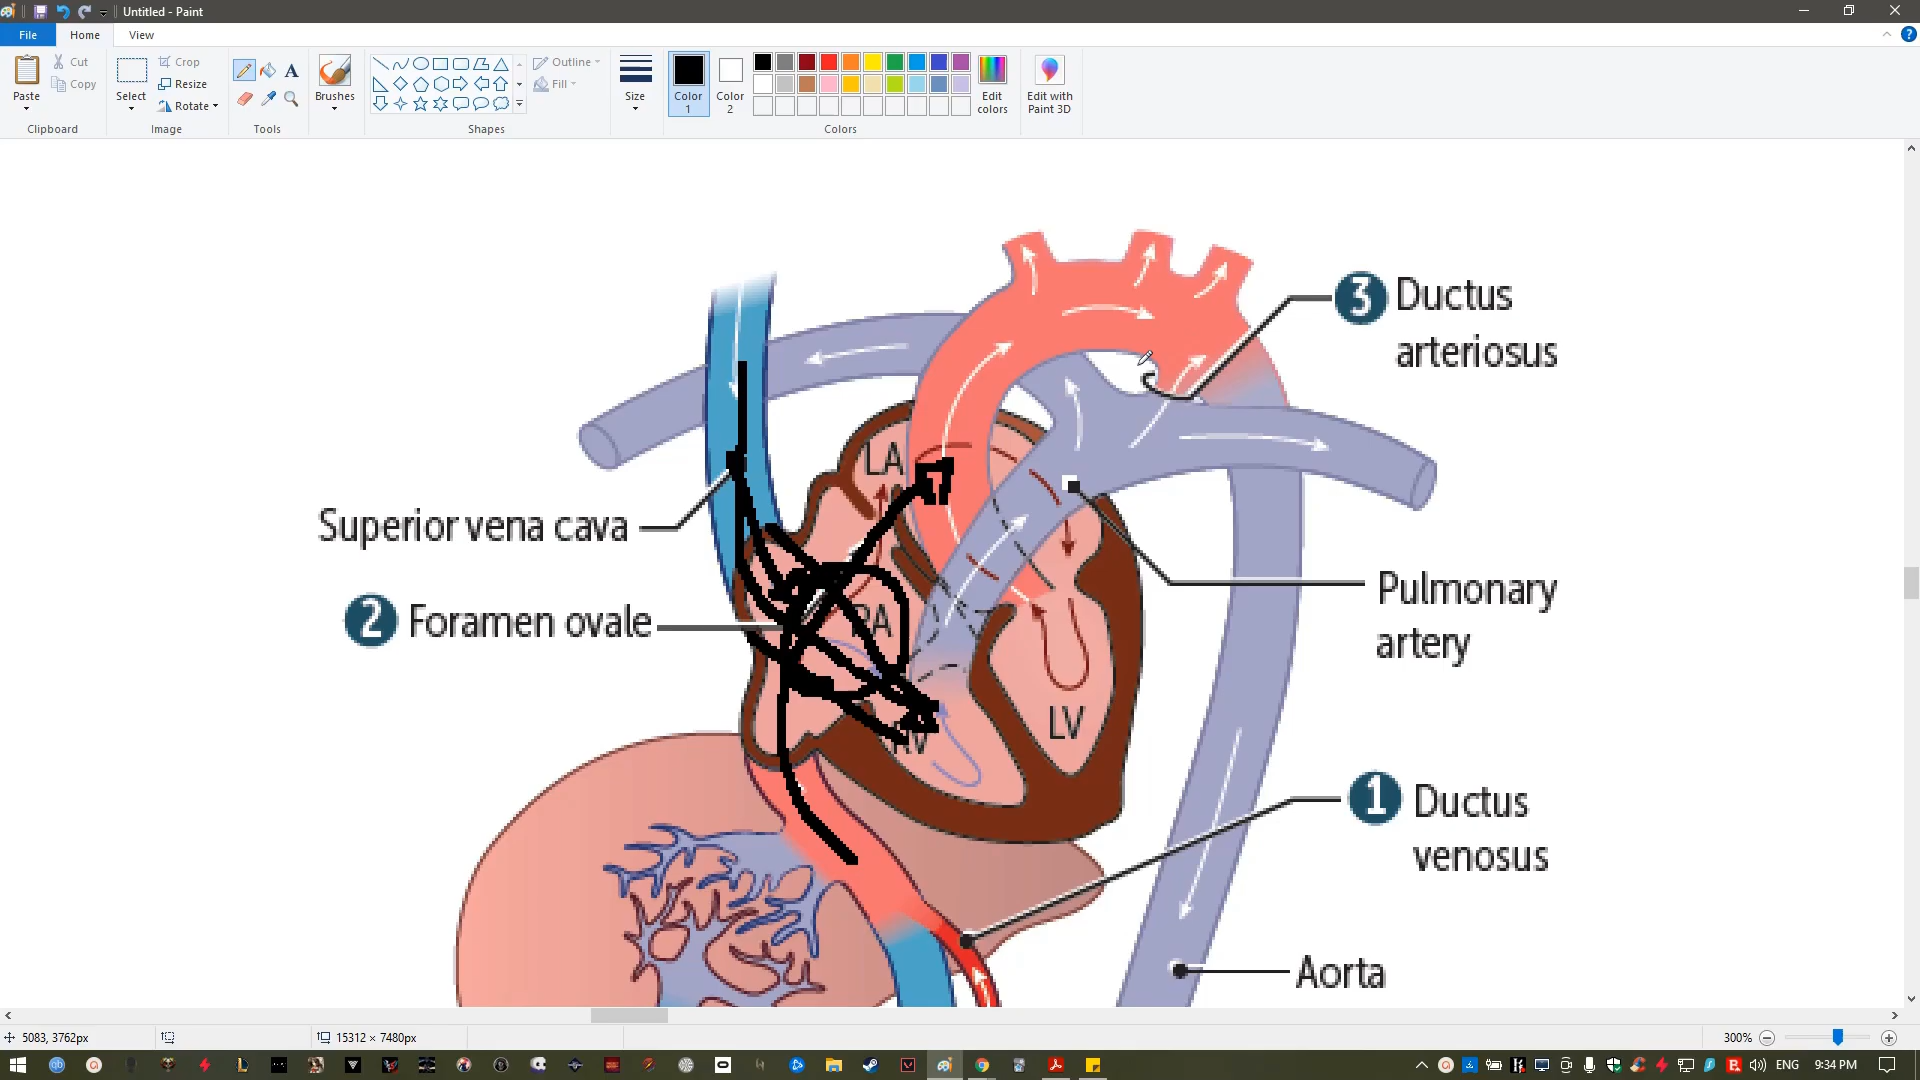 Untitled - Paint
File
Home
View
Paste
Cut
Copy
Clipboard
Select
Crop
Resize
Rotate
Image
Tools
Brushes
Shapes
Outline
Fill
Size
Color
1
Color
2
Edit
colors
Edit with
Paint 3D
Colors
3 Ductus
arteriosus
LA
Superior vena cava
2 Foramen ovale
RA
Pulmonary
artery
LV
RV
1 Ductus
venosus
Aorta
5083, 3762px
15312 × 7480px
300%
ENG
9:34 PM